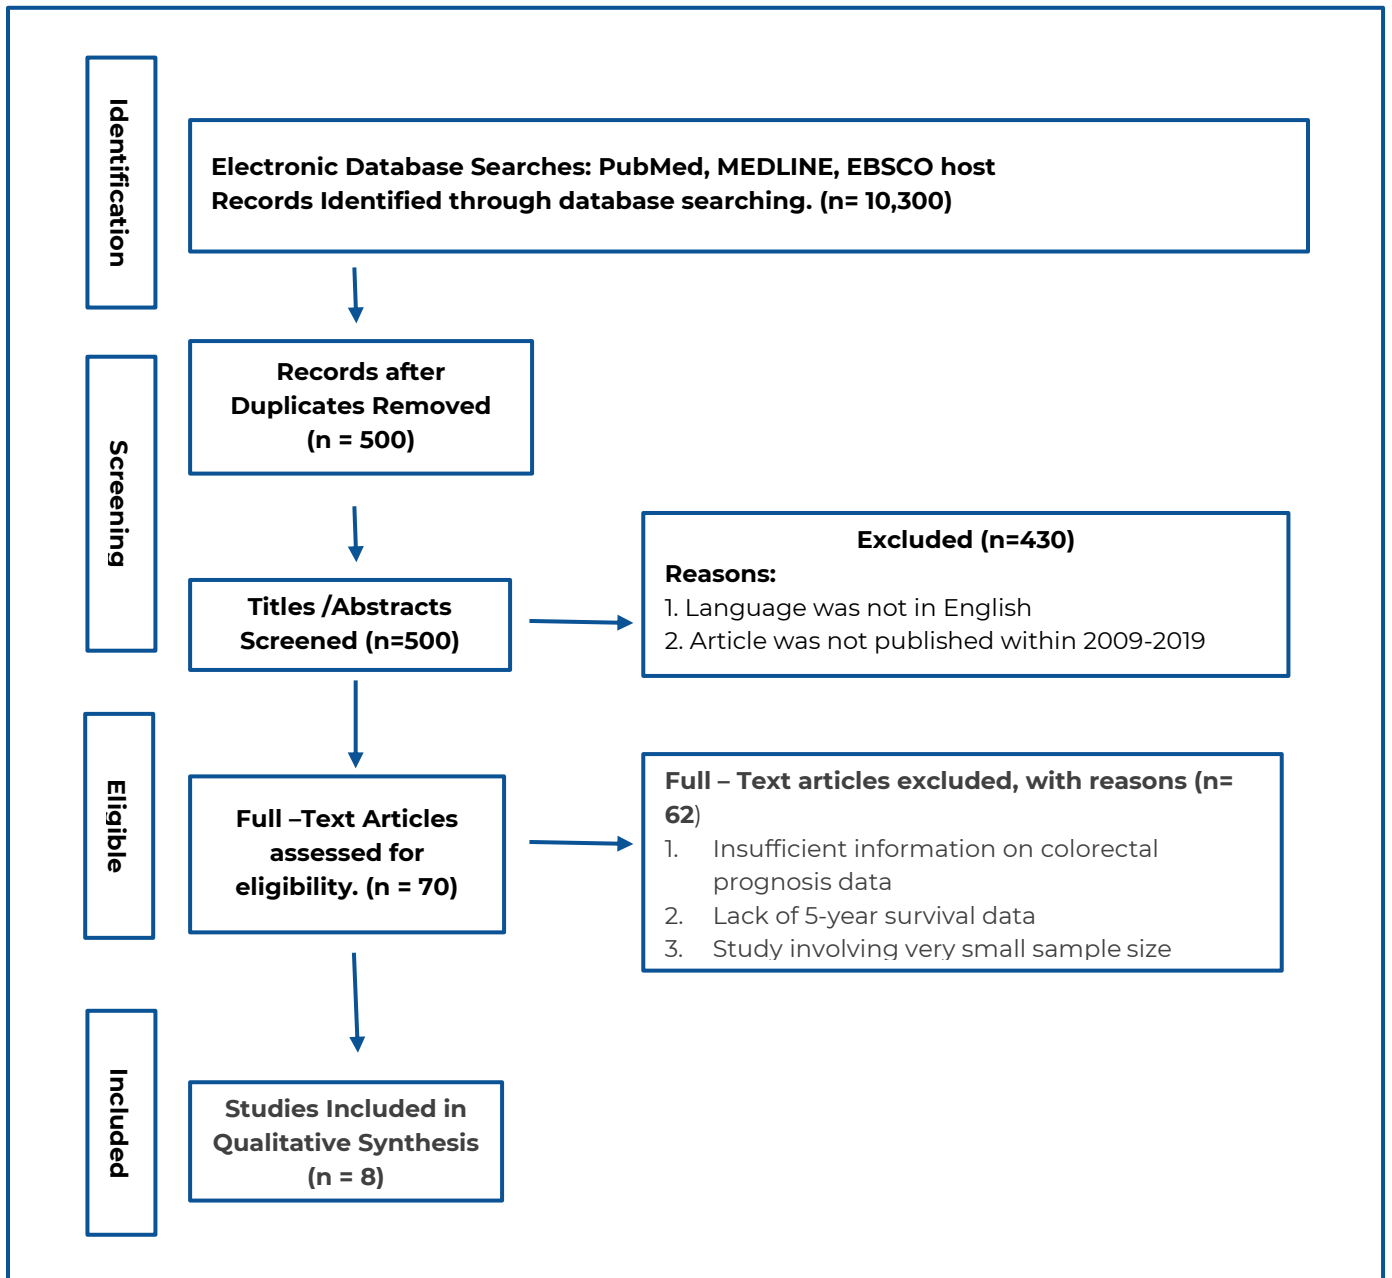 Identification
Electronic Database Searches: PubMed, MEDLINE, EBSCO host
Records Identified through database searching. (n= 10,300)
Records after
Duplicates Removed
(n = 500)
Screening
Excluded (n=430)
Reasons:
1. Language was not in English
2. Article was not published within 2009-2019
Titles /Abstracts
Screened (n=500)
Eligible
Full – Text articles excluded, with reasons (n=
62)
1. Insufficient information on colorectal
prognosis data
2. Lack of 5-year survival data
3. Study involving very small sample size
Full –Text Articles
assessed for
eligibility. (n = 70)
Included
Studies Included in
Qualitative Synthesis
(n = 8)